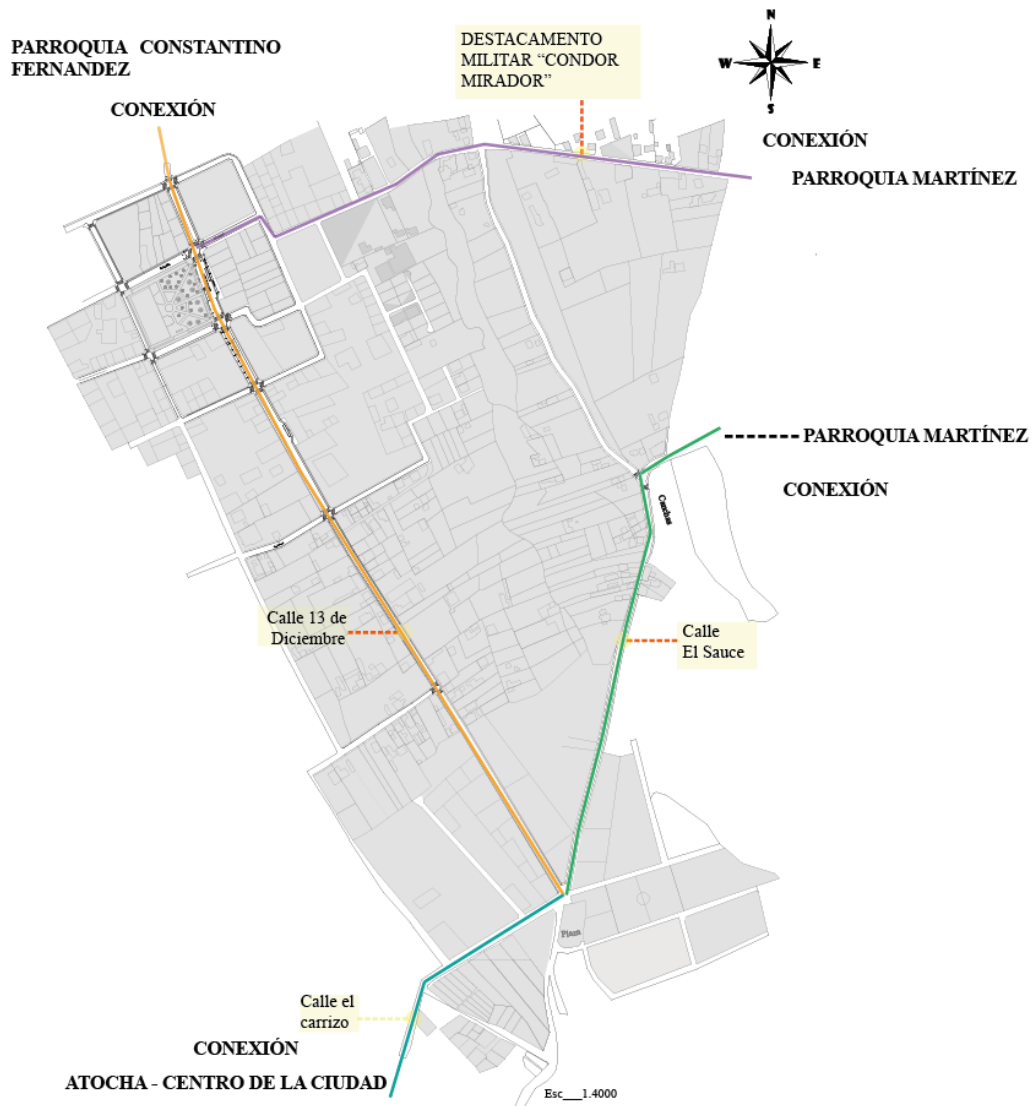 PARROQUIA CONSTANTINO
FERNANDEZ
CONEXIÓN
DESTACAMENTO
MILITAR “CONDOR
MIRADOR”
N
W E
S
CONEXIÓN
PARROQUIA MARTÍNEZ
PARROQUIA MARTÍNEZ
CONEXIÓN
Canchas
Calle 13 de
Diciembre
Calle
El Sauce
Plaza
Calle el
carrizo
CONEXIÓN
ATOCHA - CENTRO DE LA CIUDAD
Esc___1.4000